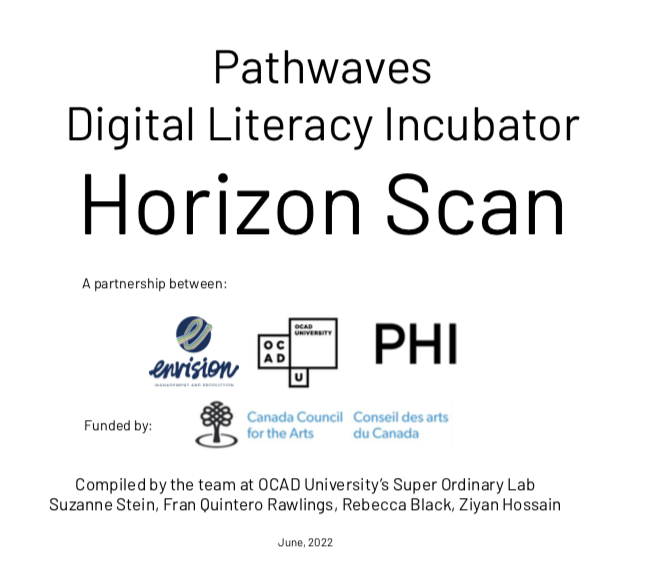 Pathwaves
Digital Literacy Incubator
Horizon Scan
A partnership between:
envision
MANAGEMENT AND PRODUCTION
OCAD
UNIVERSITY
O C
A D
U
PHI
Funded by:
Canada Council Conseil des arts
for the Arts du Canada
Compiled by the team at OCAD University's Super Ordinary Lab
Suzanne Stein, Fran Quintero Rawlings, Rebecca Black, Ziyan Hossain
June, 2022